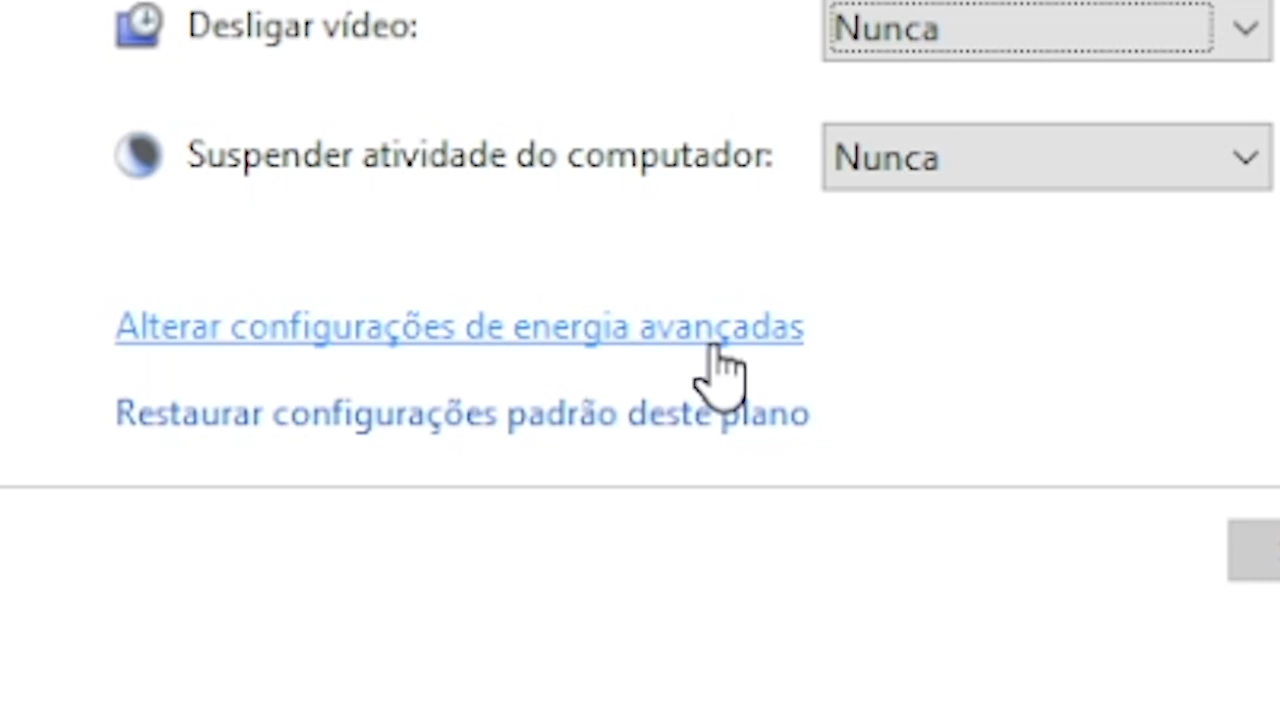 Desligar vídeo: Nunca
Suspender atividade do computador: Nunca
Alterar configurações de energia avançadas
Restaurar configurações padrão deste plano